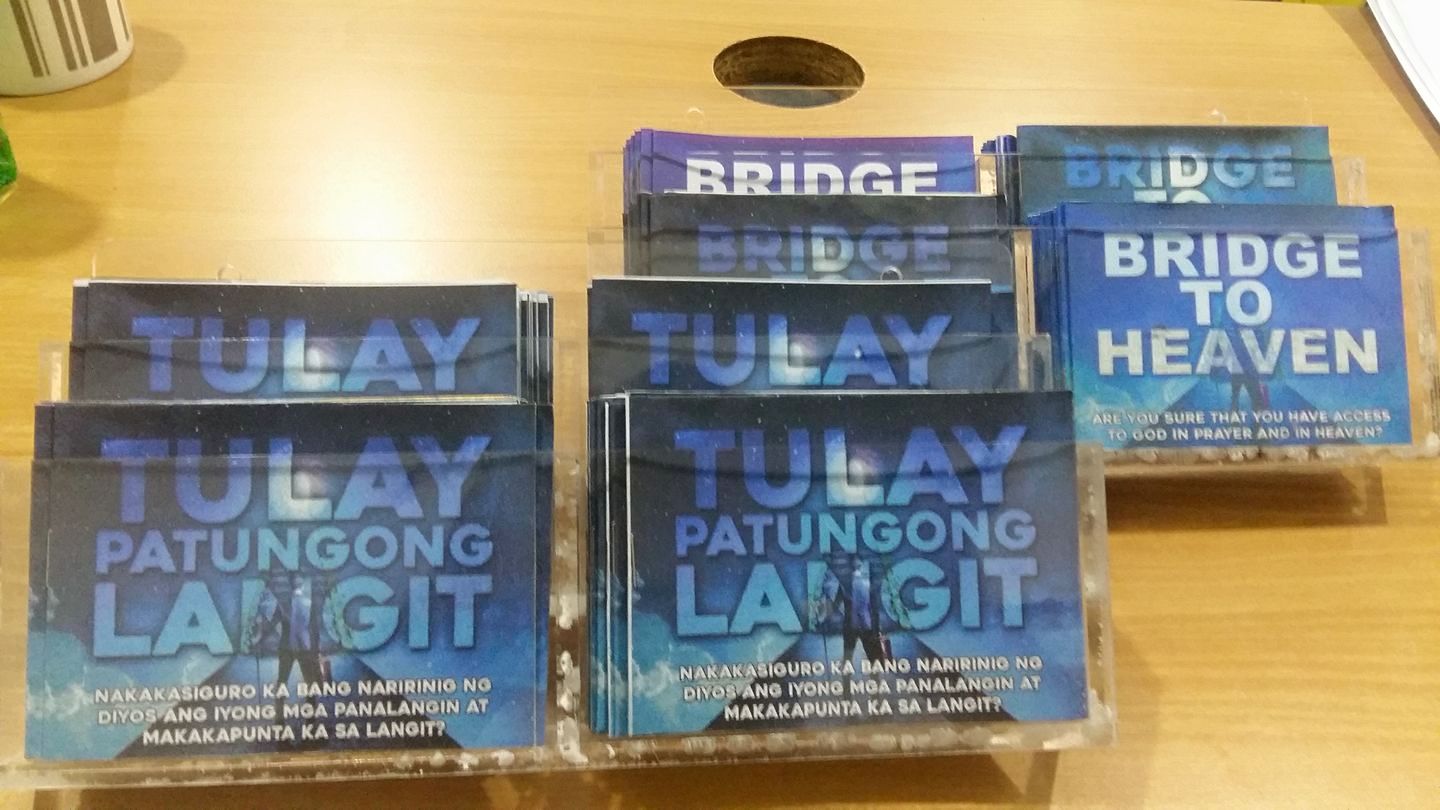 BRIDGE
BRIDGE
TO
BRIDGE
BRIDGE
TO
HEAVEN
ARE YOU SURE THAT YOU HAVE ACCESS
TO GOD IN PRAYER AND IN HEAVEN?
TULAY
TULAY
TULAY
PATUNGONG
LANGIT
NAKAKASIGURO KA BANG NARIRINIG NG
DIYOS ANG IYONG MGA PANALANGIN AT
MAKAKAPUNTA KA SA LANGIT?
TULAY
PATUNGONG
LANGIT
NAKAKASIGURO KA BANG NARIRINIG NG
DIYOS ANG IYONG MGA PANALANGIN AT
MAKAKAPUNTA KA SA LANGIT?